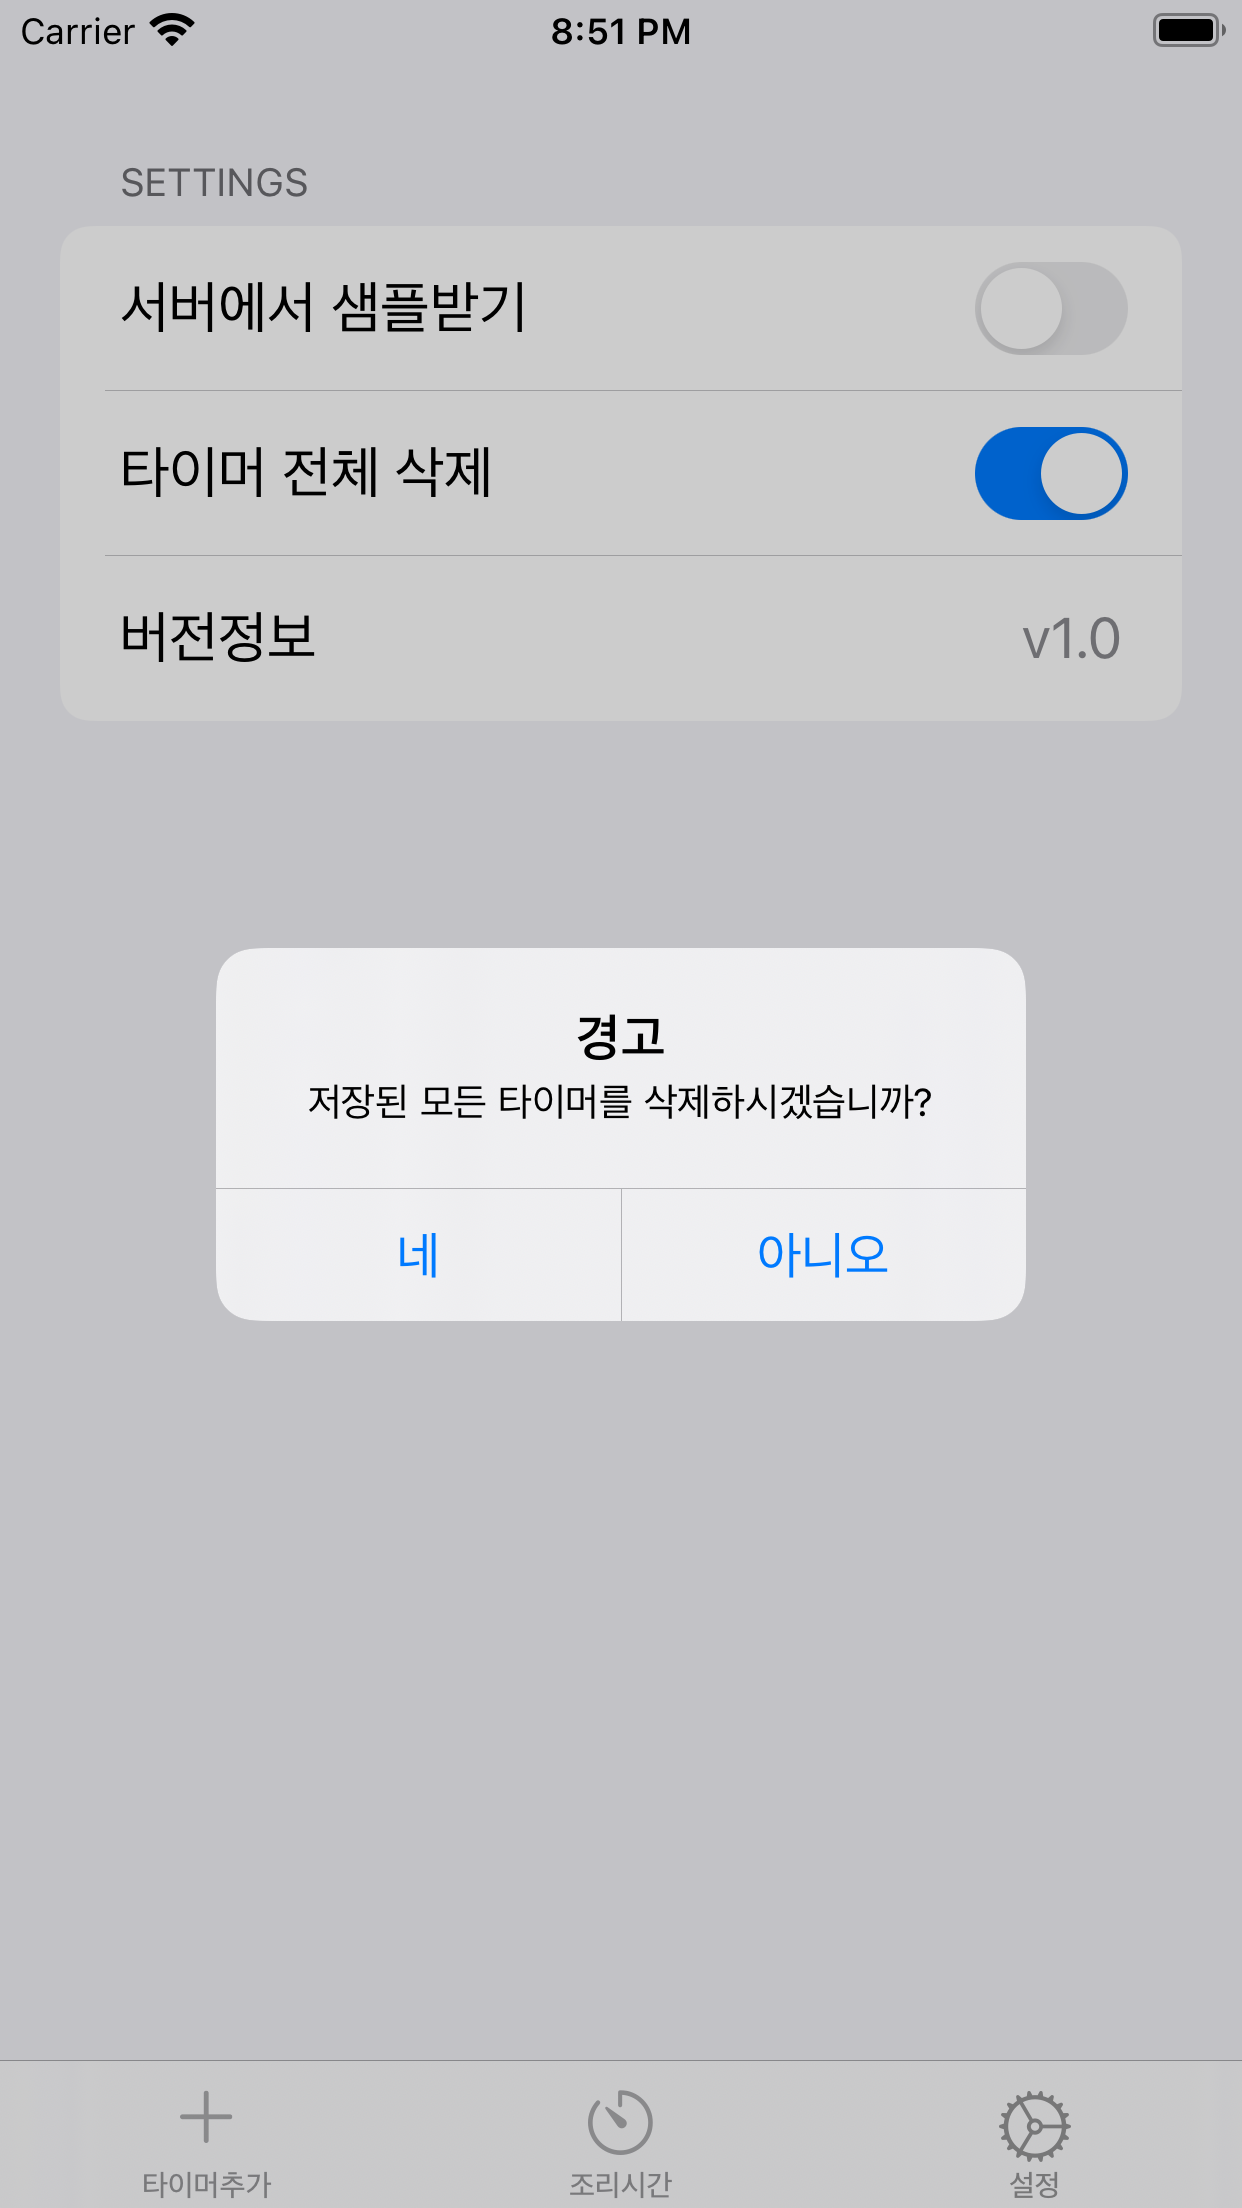 Carrier 8:51 PM
SETTINGS
서버에서 샘플받기
타이머 전체 삭제
버전정보 v1.0
경고
저장된 모든 타이머를 삭제하시겠습니까?
네 아니오
타이머추가 조리시간 설정